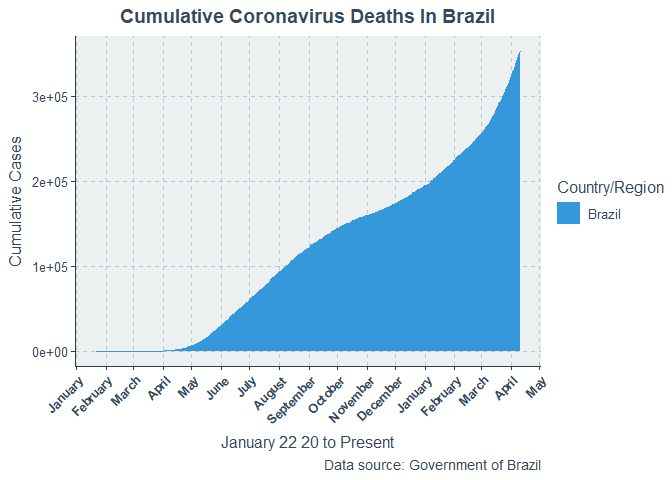 Cumulative Coronavirus Deaths In Brazil
Cumulative Cases
3e+05
2e+05
1e+05
0e+00
January
February
March
April
May
June
July
August
September
October
November
December
January
February
March
April
May
January 22 20 to Present
Country/Region
Brazil
Data source: Government of Brazil